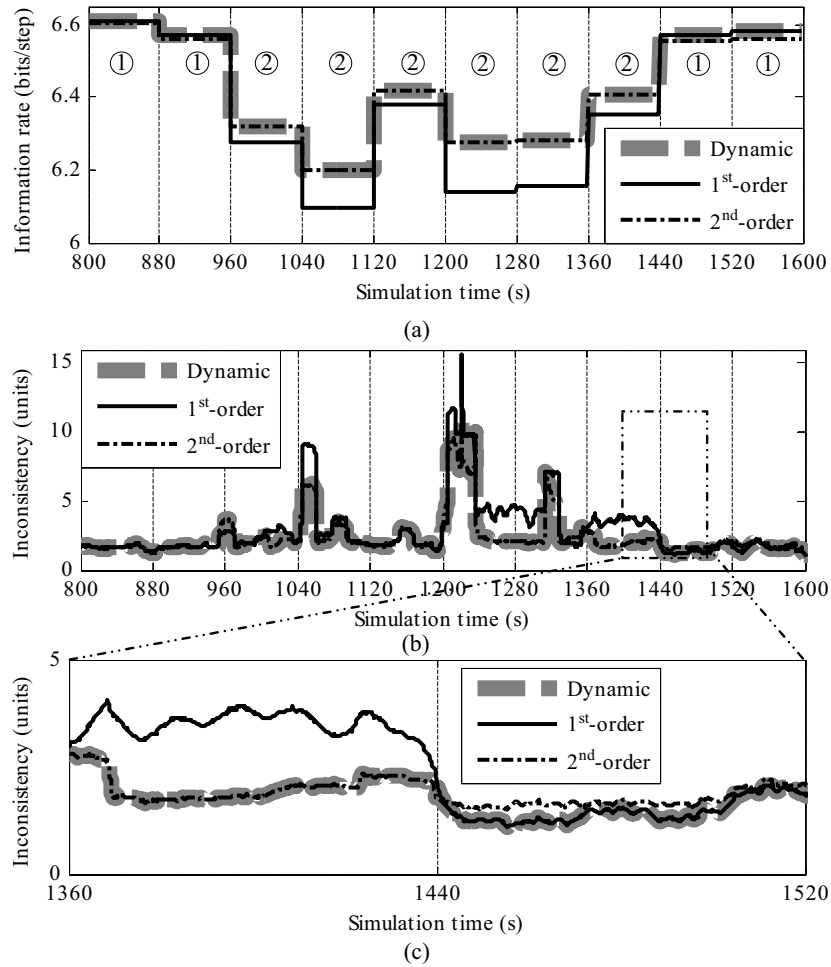 Information rate (bits/step)
6.6
6.4
6.2
6
① ① ② ② ② ② ② ② ① ①
Dynamic
1st-order
2nd-order
800 880 960 1040 1120 1200 1280 1360 1440 1520 1600
Simulation time (s)
(a)
Inconsistency (units)
15
10
5
0
Dynamic
1st-order
2nd-order
800 880 960 1040 1120 1200 1280 1360 1440 1520 1600
Simulation time (s)
(b)
Inconsistency (units)
5
0
Dynamic
1st-order
2nd-order
1360 1440 1520
Simulation time (s)
(c)